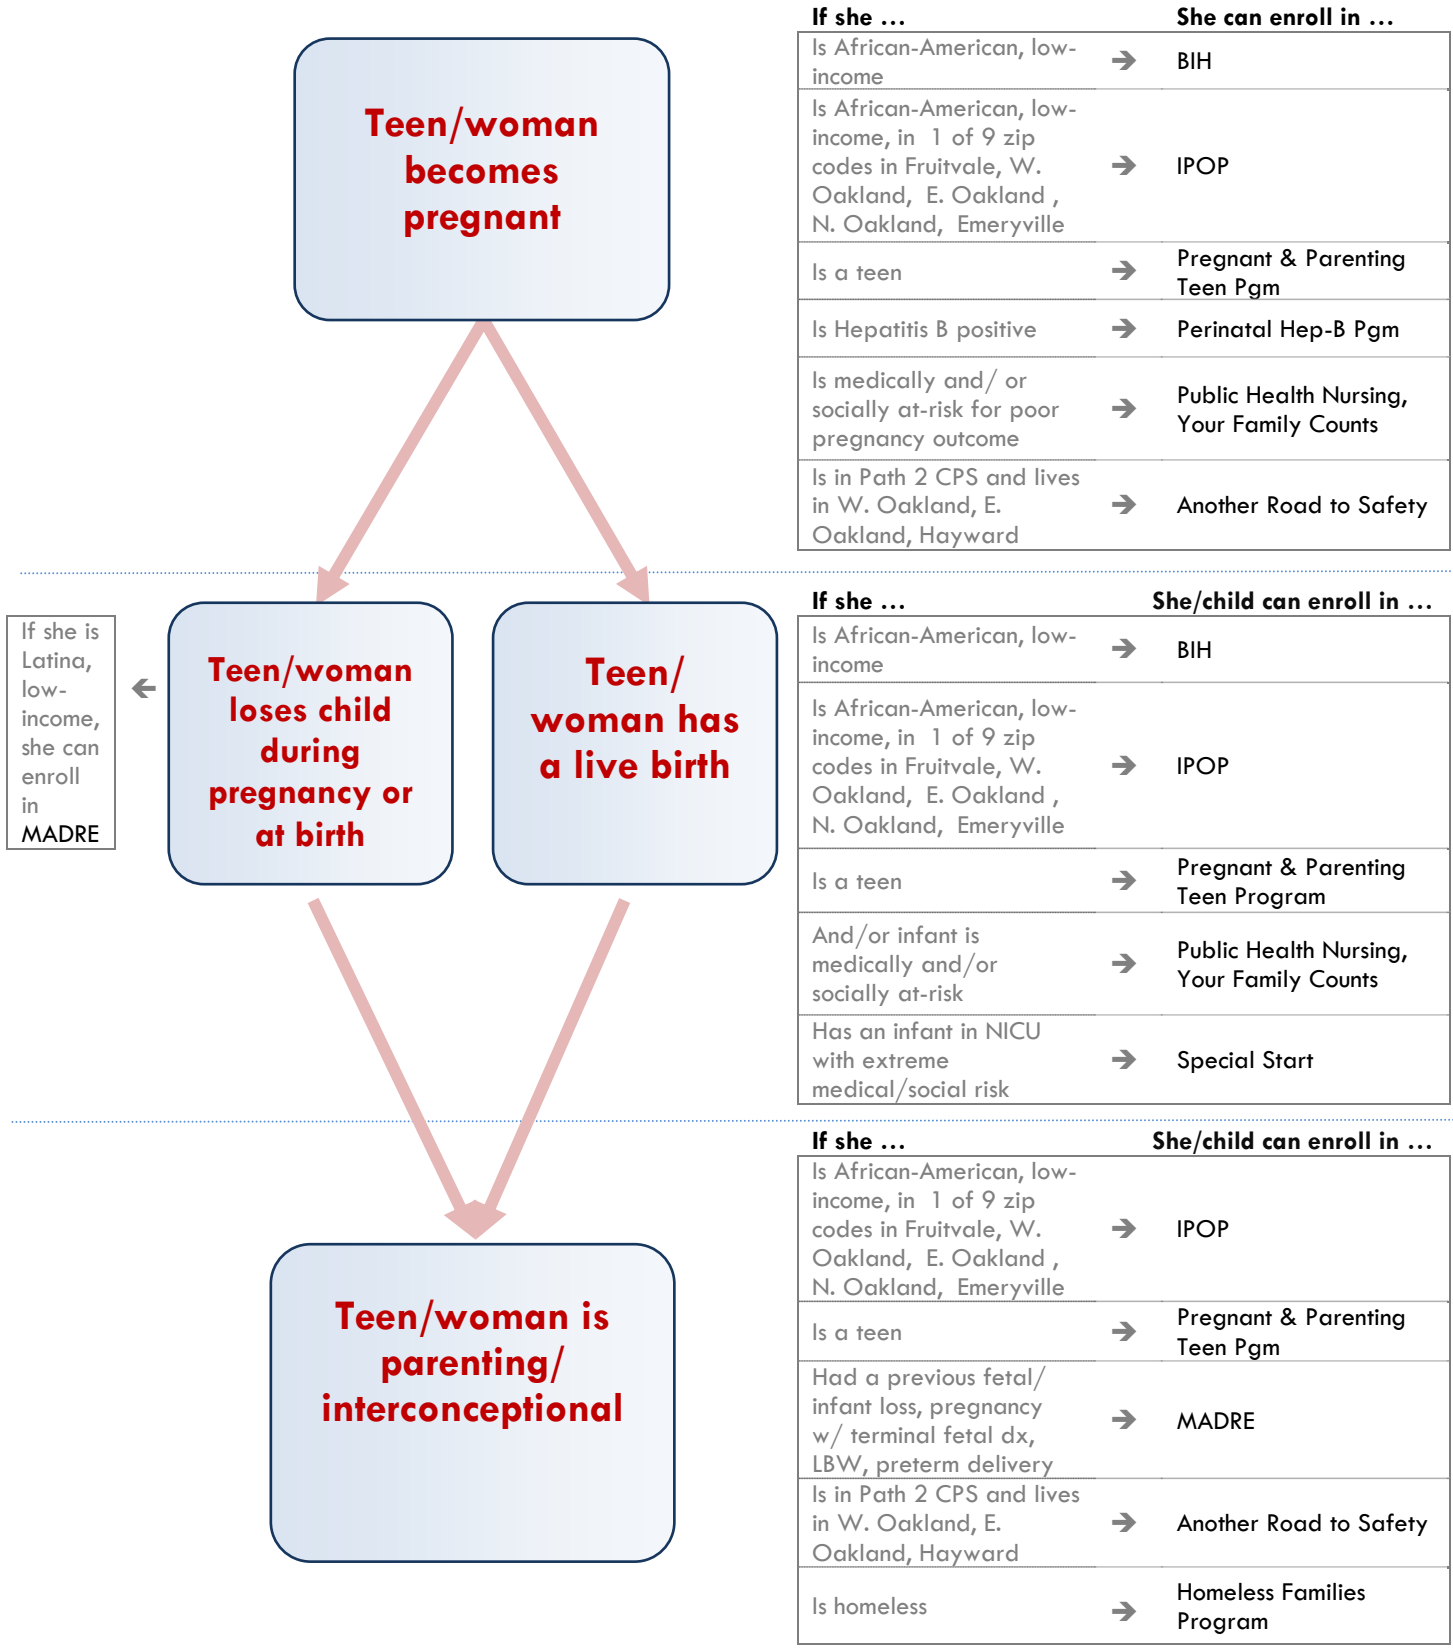 Teen/woman
becomes
pregnant
If she ...
She can enroll in ...
Is African-American, low-
income
➔
BIH
Is African-American, low-
income, in 1 of 9 zip
codes in Fruitvale, W.
Oakland, E. Oakland ,
N. Oakland, Emeryville
➔
IPOP
Is a teen
➔
Pregnant & Parenting
Teen Pgm
Is Hepatitis B positive
➔
Perinatal Hep-B Pgm
Is medically and/ or
socially at-risk for poor
pregnancy outcome
➔
Public Health Nursing,
Your Family Counts
Is in Path 2 CPS and lives
in W. Oakland, E.
Oakland, Hayward
➔
Another Road to Safety
If she is
Latina,
low-
income,
she can
enroll
in
MADRE
Teen/woman
loses child
during
pregnancy or
at birth
Teen/
woman has
a live birth
If she ...
She/child can enroll in ...
Is African-American, low-
income
➔
BIH
Is African-American, low-
income, in 1 of 9 zip
codes in Fruitvale, W.
Oakland, E. Oakland ,
N. Oakland, Emeryville
➔
IPOP
Is a teen
➔
Pregnant & Parenting
Teen Program
And/or infant is
medically and/or
socially at-risk
➔
Public Health Nursing,
Your Family Counts
Has an infant in NICU
with extreme
medical/social risk
➔
Special Start
Teen/woman is
parenting/
interconceptional
If she ...
She/child can enroll in ...
Is African-American, low-
income, in 1 of 9 zip
codes in Fruitvale, W.
Oakland, E. Oakland ,
N. Oakland, Emeryville
➔
IPOP
Is a teen
➔
Pregnant & Parenting
Teen Pgm
Had a previous fetal/
infant loss, pregnancy
w/ terminal fetal dx,
LBW, preterm delivery
➔
MADRE
Is in Path 2 CPS and lives
in W. Oakland, E.
Oakland, Hayward
➔
Another Road to Safety
Is homeless
➔
Homeless Families
Program